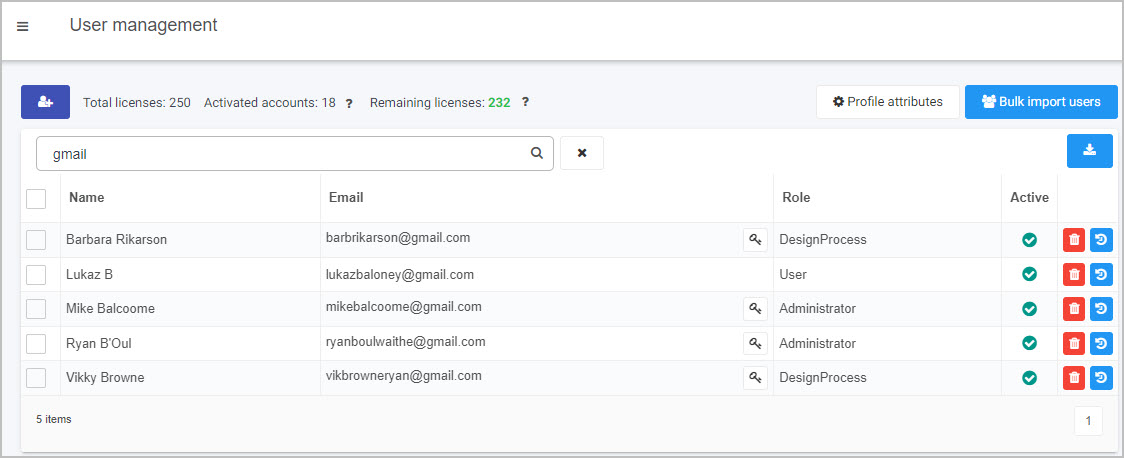 User management
Total licenses: 250 Activated accounts: 18 ? Remaining licenses: 232 ? Profile attributes Bulk import users
gmail
Name Email Role Active
Barbara Rikarson barbrikarson@gmail.com DesignProcess
Lukaz B lukazbaloney@gmail.com User
Mike Balcoome mikebalcoome@gmail.com Administrator
Ryan B'Oul ryanboulwaithe@gmail.com Administrator
Vikky Browne vikbrowneryan@gmail.com DesignProcess
5 items 1